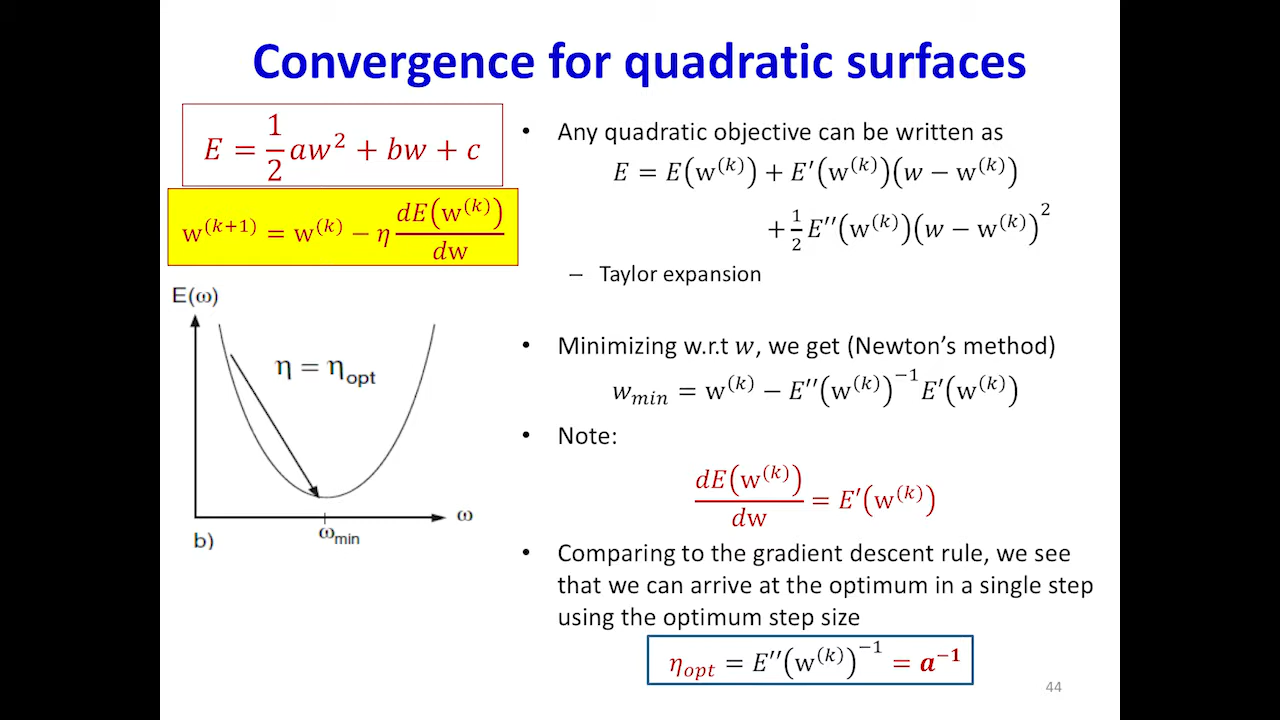 Convergence for quadratic surfaces
E = 1/2 aw² + bw + c
w⁽ᵏ⁺¹⁾ = w⁽ᵏ⁾ − η dE(w⁽ᵏ⁾)/dw
E(ω)
η = η_opt
ω
ω_min
b)
• Any quadratic objective can be written as
E = E(w⁽ᵏ⁾) + E′(w⁽ᵏ⁾)(w − w⁽ᵏ⁾)
+ 1/2 E′′(w⁽ᵏ⁾)(w − w⁽ᵏ⁾)²
– Taylor expansion
• Minimizing w.r.t w, we get (Newton’s method)
w_min = w⁽ᵏ⁾ − E′′(w⁽ᵏ⁾)⁻¹ E′(w⁽ᵏ⁾)
• Note:
dE(w⁽ᵏ⁾)/dw = E′(w⁽ᵏ⁾)
• Comparing to the gradient descent rule, we see
that we can arrive at the optimum in a single step
using the optimum step size
η_opt = E′′(w⁽ᵏ⁾)⁻¹ = a⁻¹
44